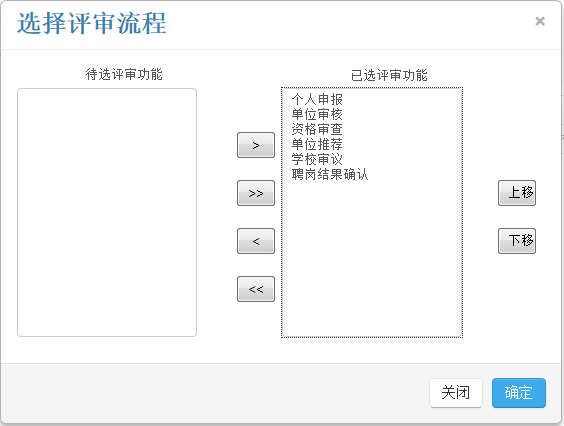 选择评审流程
×
待选评审功能
已选评审功能
个人申报
单位审核
资格审查
单位推荐
学校审议
聘岗结果确认
>
>>
<
<<
上移
下移
关闭
确定